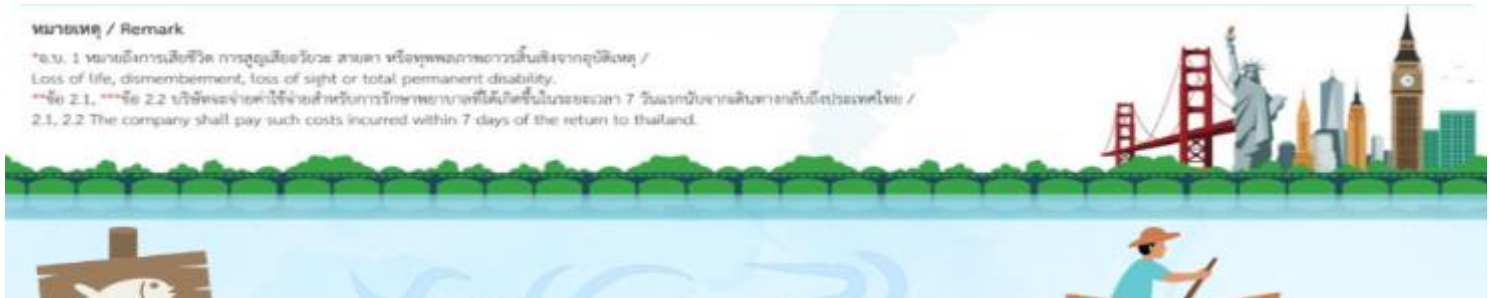 หมายเหตุ / Remark
*อ.บ. 1 หมายถึงการเสียชีวิต การสูญเสียอวัยวะ สายตา หรือทุพพลภาพถาวรสิ้นเชิงจากอุบัติเหตุ /
Loss of life, dismemberment, loss of sight or total permanent disability.
**ข้อ 2.1, ***ข้อ 2.2 บริษัทจะจ่ายค่าใช้จ่ายสำหรับการรักษาพยาบาลที่ได้เกิดขึ้นในระยะเวลา 7 วันแรกนับจากเดินทางกลับถึงประเทศไทย /
2.1, 2.2 The company shall pay such costs incurred within 7 days of the return to thailand.